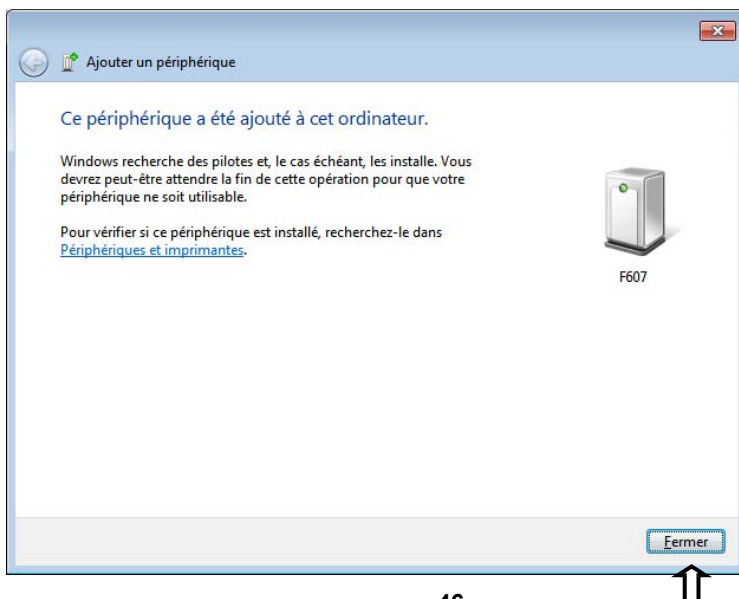 Ajouter un périphérique
Ce périphérique a été ajouté à cet ordinateur.
Windows recherche des pilotes et, le cas échéant, les installe. Vous
devrez peut-être attendre la fin de cette opération pour que votre
périphérique ne soit utilisable.
Pour vérifier si ce périphérique est installé, recherchez-le dans
Périphériques et imprimantes.
F607
Fermer
46